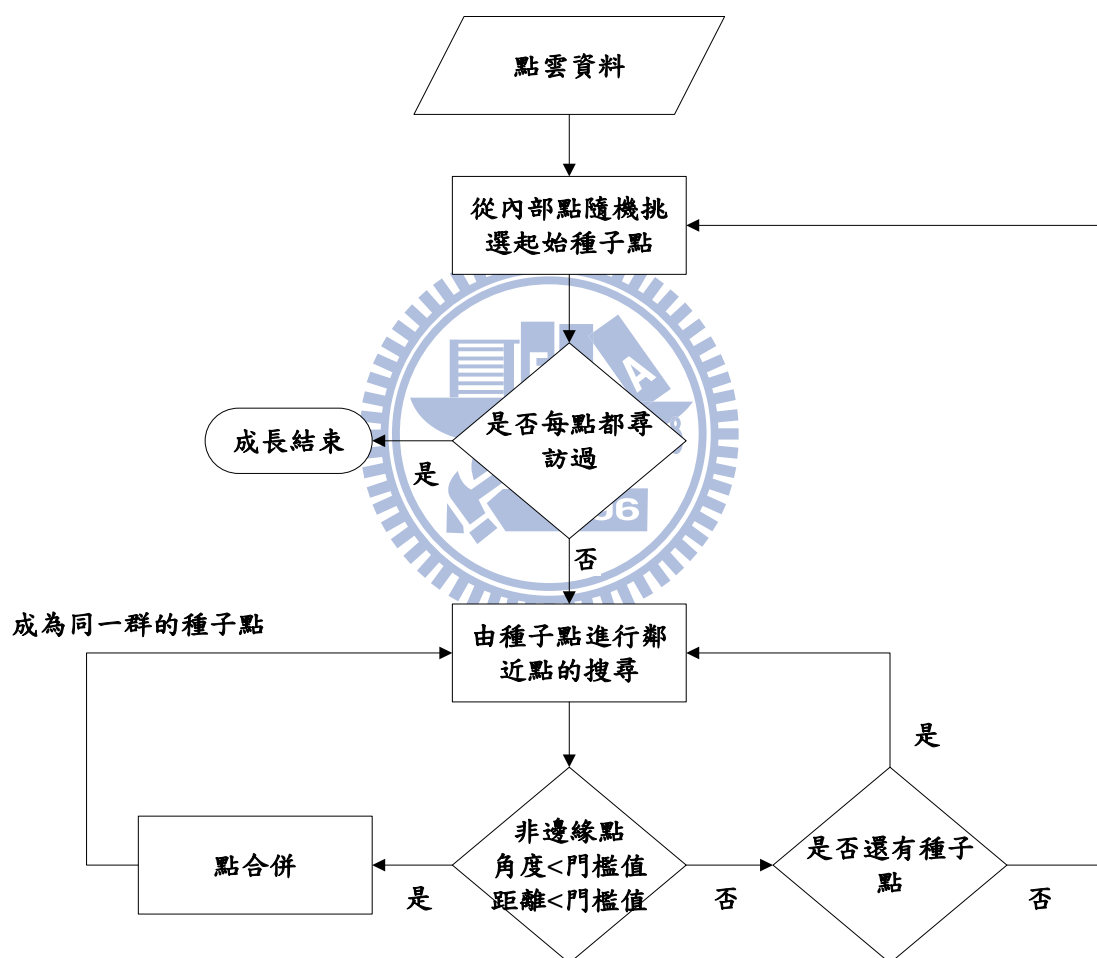 點雲資料
從內部點隨機挑
選起始種子點
是否每點都尋
訪過
成長結束
是
否
成為同一群的種子點
由種子點進行鄰
近點的搜尋
是
點合併
非邊緣點
角度<門檻值
距離<門檻值
是否還有種子
點
是
否
否